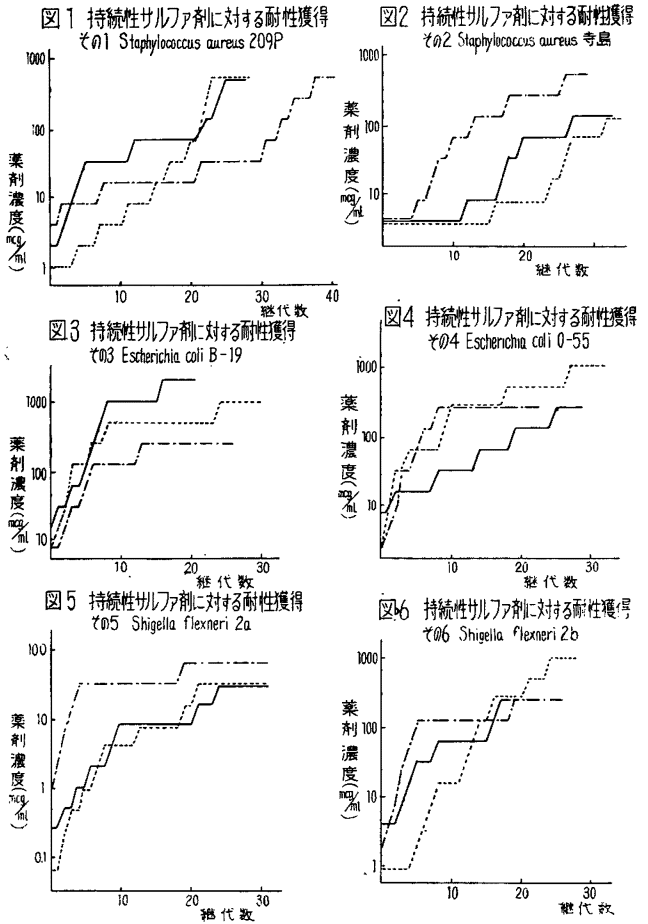 図1 持続性サルファ剤に対する耐性獲得
その1 Staphylococcus aureus 209P
1000
100
10
1
薬剤濃度(mcg/ml)
10 20 30 40
継代数
図2 持続性サルファ剤に対する耐性獲得
その2 Staphylococcus aureus 寺島
1000
100
10
薬剤濃度(mcg/ml)
20
継代数
図3 持続性サルファ剤に対する耐性獲得
その3 Escherichia coli B-19
1000
100
10
薬剤濃度(mcg/ml)
10 20 30
継代数
図4 持続性サルファ剤に対する耐性獲得
その4 Escherichia coli 0-55
1000
100
10
薬剤濃度(mcg/ml)
10 20 30
継代数
図5 持続性サルファ剤に対する耐性獲得
その5 Shigella flexneri 2a
10.0
1.0
1
0.1
薬剤濃度(mcg/ml)
10 20 30
継代数
図6 持続性サルファ剤に対する耐性獲得
その6 Shigella flexneri 2b
1000
100
10
1
薬剤濃度(mcg/ml)
10 20 30
継代数